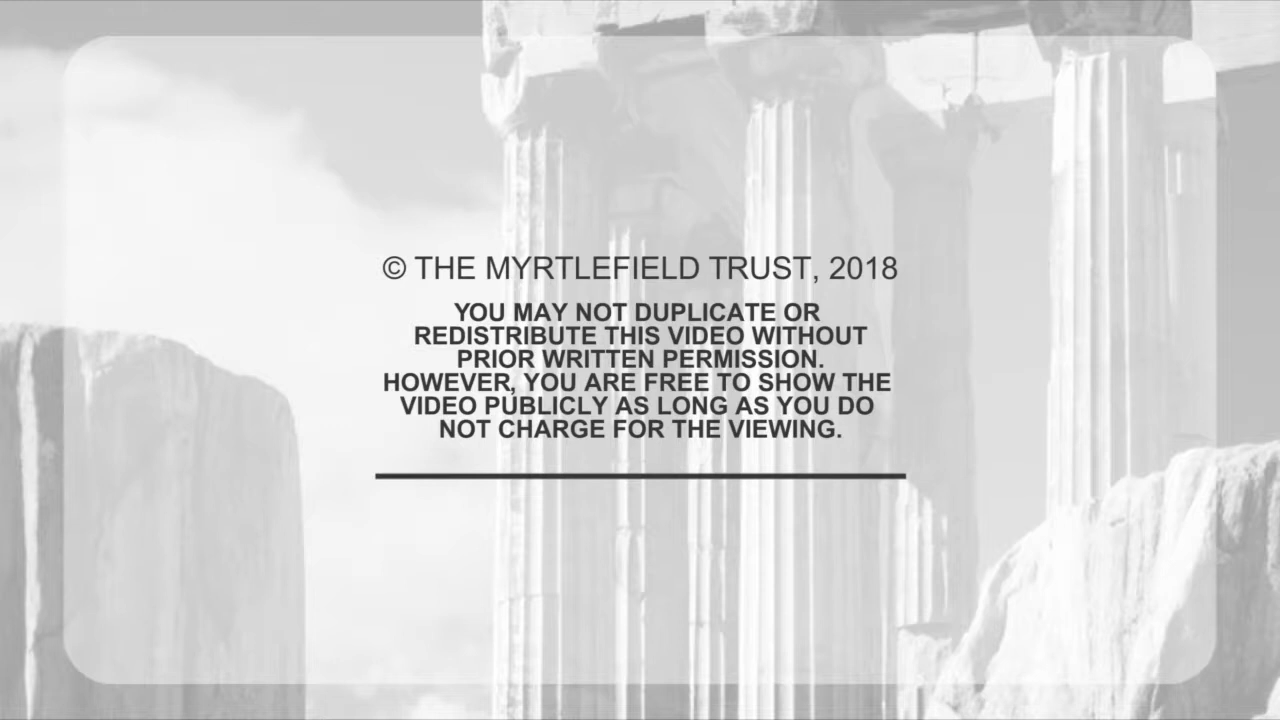 © THE MYRTLEFIELD TRUST, 2018
YOU MAY NOT DUPLICATE OR
REDISTRIBUTE THIS VIDEO WITHOUT
PRIOR WRITTEN PERMISSION.
HOWEVER, YOU ARE FREE TO SHOW THE
VIDEO PUBLICLY AS LONG AS YOU DO
NOT CHARGE FOR THE VIEWING.